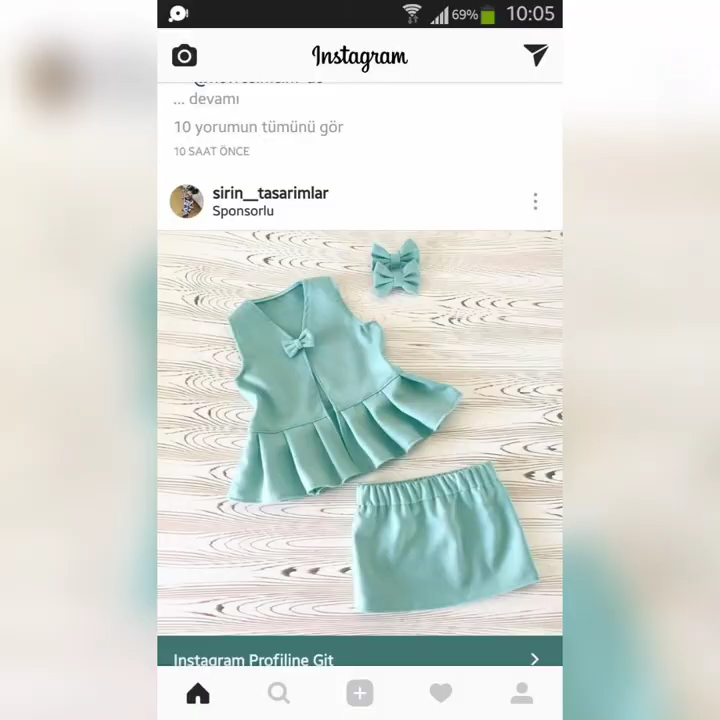 69% 10:05
Instagram
... devamı
10 yorumun tümünü gör
10 SAAT ÖNCE
sirin__tasarimlar
Sponsorlu
Instagram Profiline Git